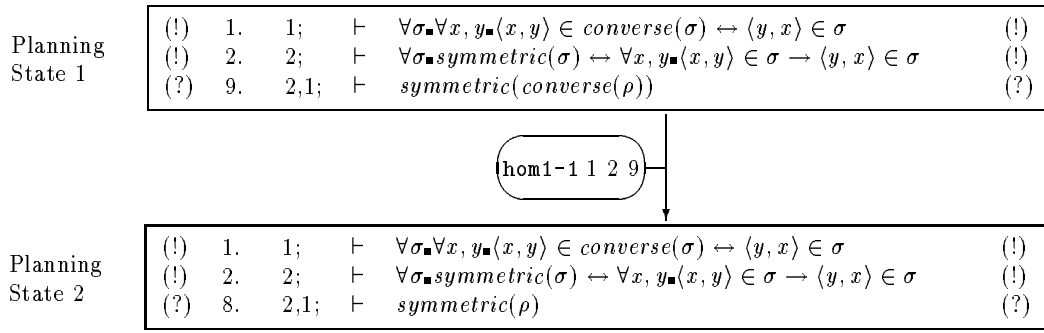 Planning
State 1
(!) 1. 1; ⊢ ∀σ▪∀x, y▪⟨x, y⟩ ∈ converse(σ) ↔ ⟨y, x⟩ ∈ σ (!)
(!) 2. 2; ⊢ ∀σ▪symmetric(σ) ↔ ∀x, y▪⟨x, y⟩ ∈ σ → ⟨y, x⟩ ∈ σ (!)
(?) 9. 2,1; ⊢ symmetric(converse(ρ)) (?)
hom1-1 1 2 9
Planning
State 2
(!) 1. 1; ⊢ ∀σ▪∀x, y▪⟨x, y⟩ ∈ converse(σ) ↔ ⟨y, x⟩ ∈ σ (!)
(!) 2. 2; ⊢ ∀σ▪symmetric(σ) ↔ ∀x, y▪⟨x, y⟩ ∈ σ → ⟨y, x⟩ ∈ σ (!)
(?) 8. 2,1; ⊢ symmetric(ρ) (?)